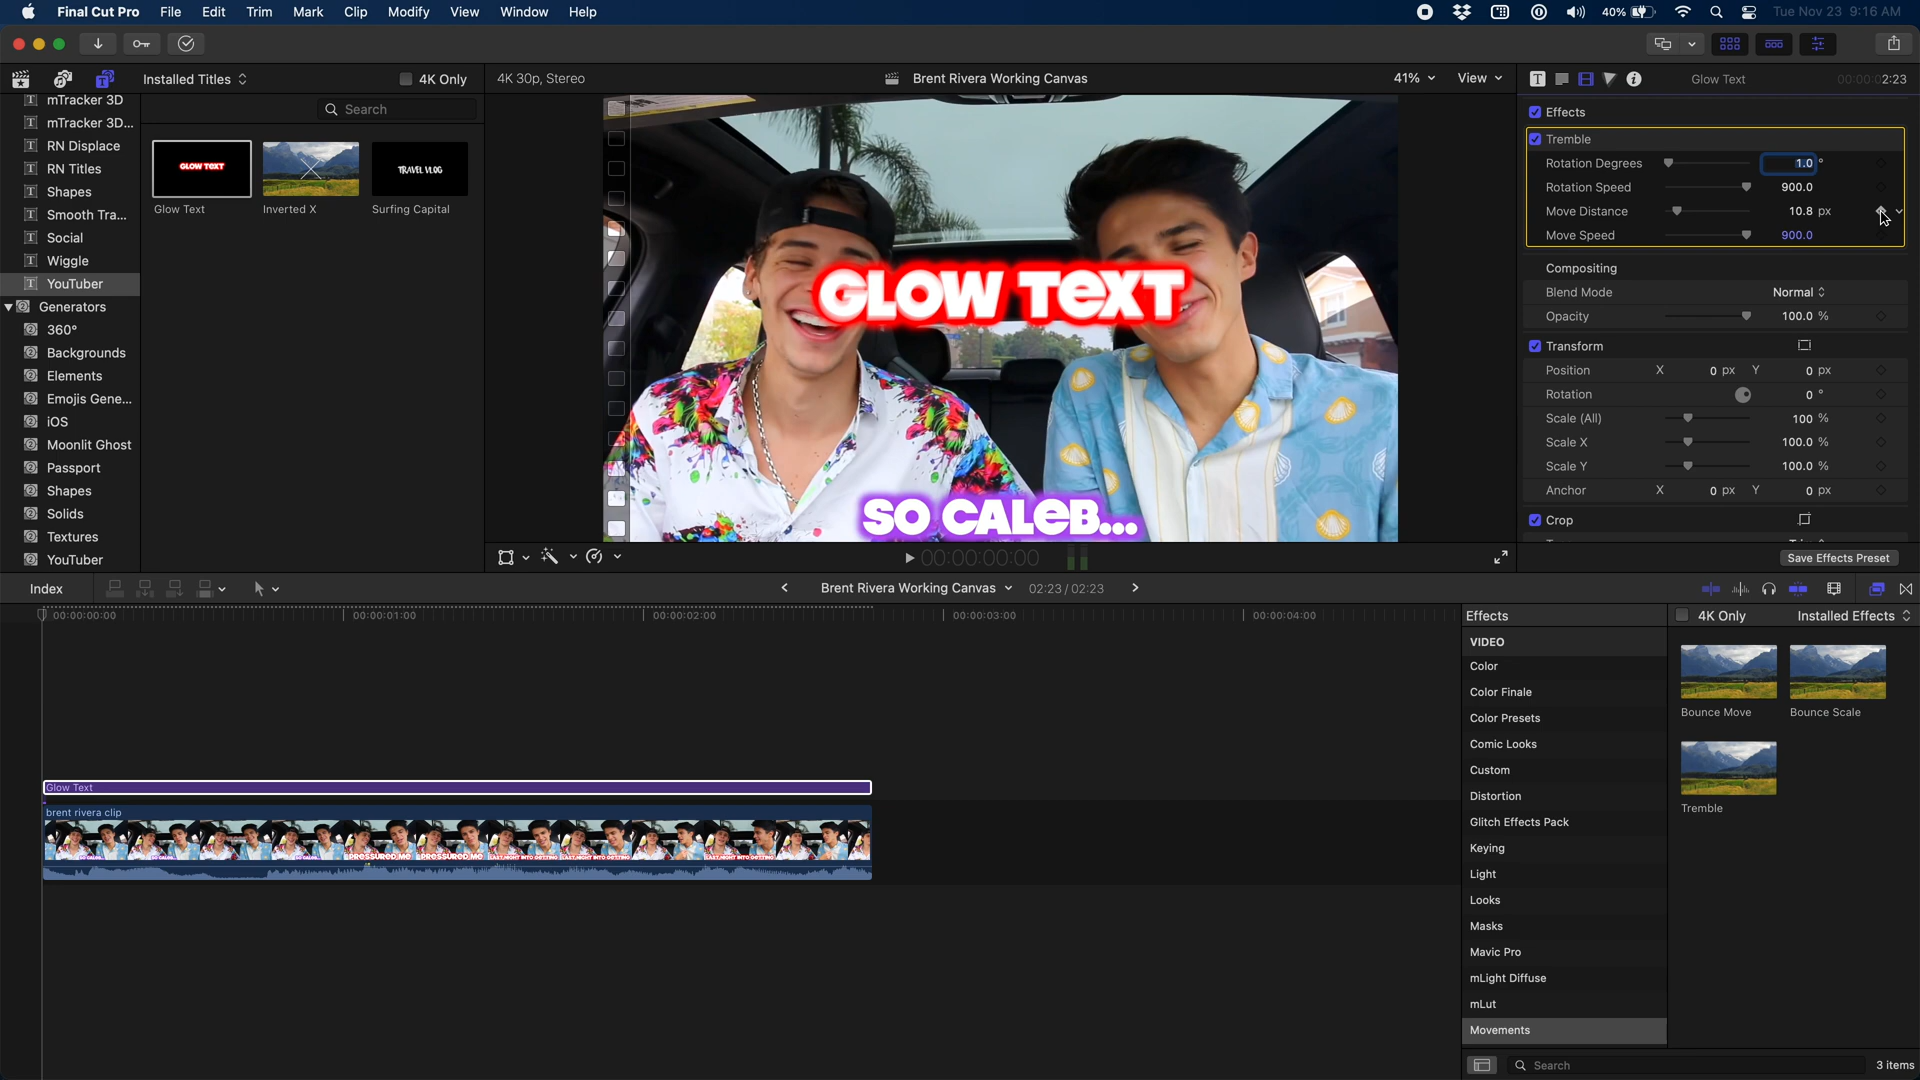 Final Cut Pro File Edit Trim Mark Clip Modify View Window Help
40% Tue Nov 23 9:16 AM
Installed Titles 4K Only
4K 30p, Stereo Brent Rivera Working Canvas 41% View
Glow Text 00:00:02:23
mTracker 3D
mTracker 3D...
RN Displace
RN Titles
Shapes
Smooth Tra...
Social
Wiggle
YouTuber
Generators
360°
Backgrounds
Elements
Emojis Gene...
iOS
Moonlit Ghost
Passport
Shapes
Solids
Textures
YouTuber
Search
GLOW TEXT
TRAVEL VLOG
Glow Text Inverted X Surfing Capital
GLOW TEXT
SO CALEB...
00:00:00:00
Effects
Tremble
Rotation Degrees 1.0 °
Rotation Speed 900.0
Move Distance 10.8 px
Move Speed 900.0
Compositing
Blend Mode Normal
Opacity 100.0 %
Transform
Position X 0 px Y 0 px
Rotation 0 °
Scale (All) 100 %
Scale X 100.0 %
Scale Y 100.0 %
Anchor X 0 px Y 0 px
Crop
Save Effects Preset
Index Brent Rivera Working Canvas 02:23 / 02:23
00:00:00:00 00:00:01:00 00:00:02:00 00:00:03:00 00:00:04:00
Glow Text
brent rivera clip
Effects
VIDEO
Color
Color Finale
Color Presets
Comic Looks
Custom
Distortion
Glitch Effects Pack
Keying
Light
Looks
Masks
Mavic Pro
mLight Diffuse
mLut
Movements
4K Only Installed Effects
Bounce Move Bounce Scale
Tremble
Search 3 items